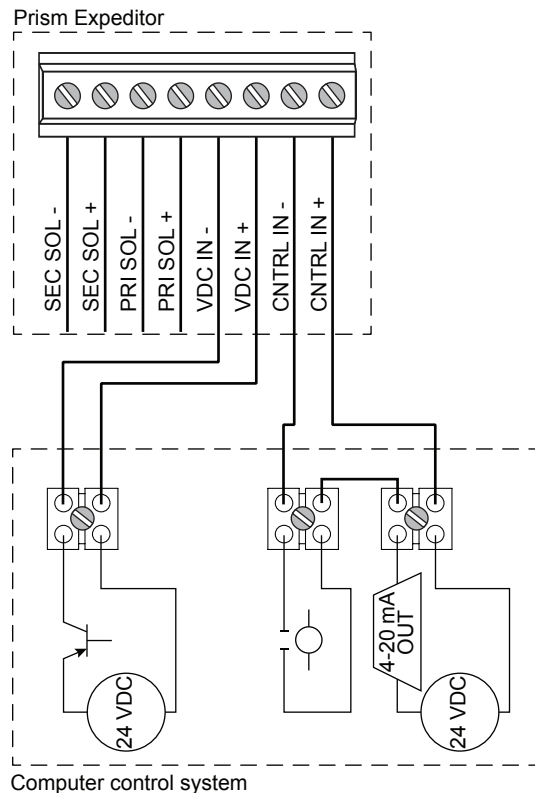 Prism Expeditor
SEC SOL -
SEC SOL +
PRI SOL -
PRI SOL +
VDC IN -
VDC IN +
CNTRL IN -
CNTRL IN +
4-20 mA
OUT
24 VDC
24 VDC
Computer control system